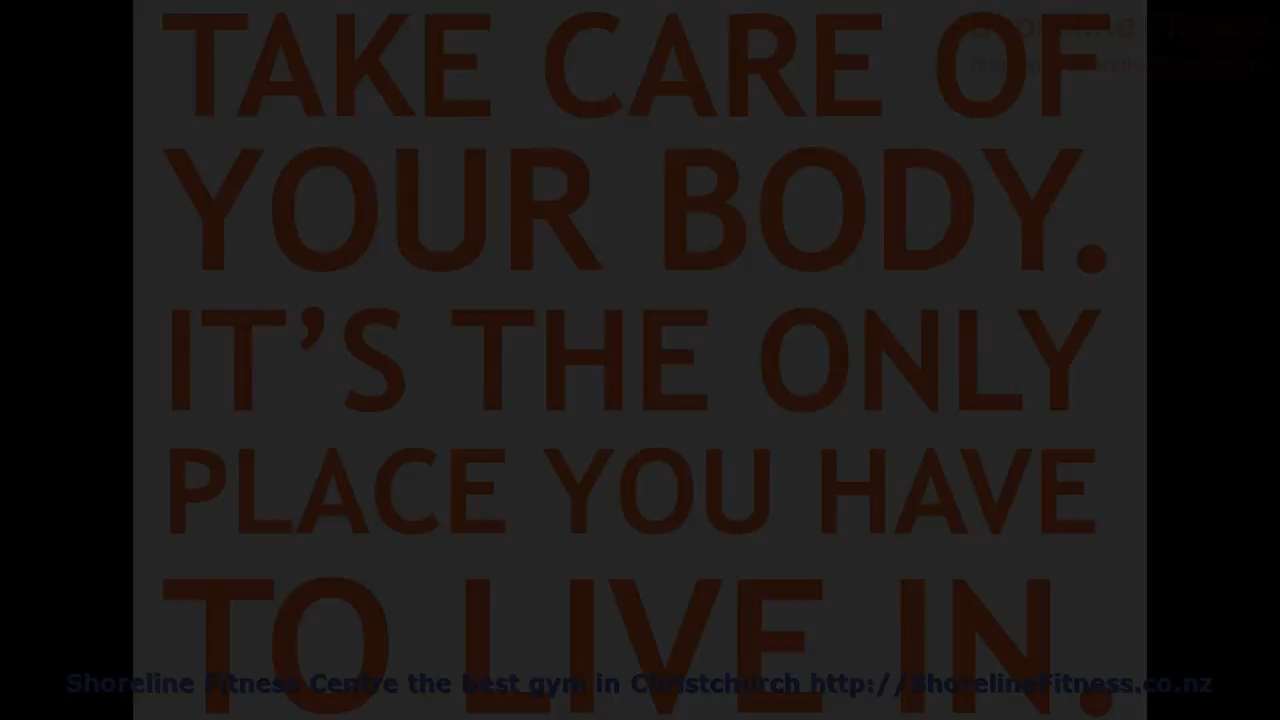 TAKE CARE OF
YOUR BODY.
IT'S THE ONLY
PLACE YOU HAVE
TO LIVE IN.
Shoreline Fitness Centre the best gym in Christchurch http://ShorelineFitness.co.nz